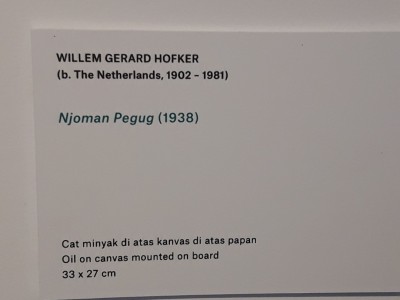 WILLEM GERARD HOFKER
(b. The Netherlands, 1902 – 1981)
Njoman Pegug (1938)
Cat minyak di atas kanvas di atas papan
Oil on canvas mounted on board
33 x 27 cm